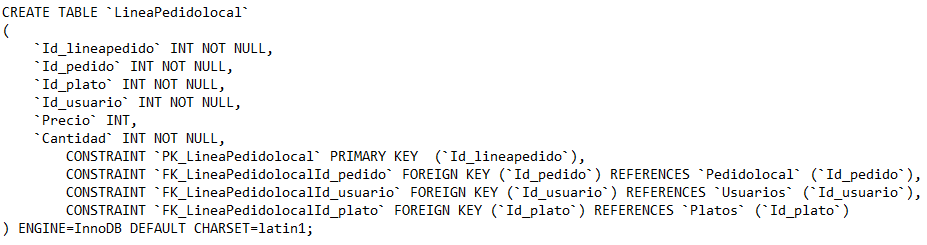 CREATE TABLE `LineaPedidolocal`
(
    `Id_lineapedido` INT NOT NULL,
    `Id_pedido` INT NOT NULL,
    `Id_plato` INT NOT NULL,
    `Id_usuario` INT NOT NULL,
    `Precio` INT,
    `Cantidad` INT NOT NULL,
        CONSTRAINT `PK_LineaPedidolocal` PRIMARY KEY  (`Id_lineapedido`),
        CONSTRAINT `FK_LineaPedidolocalId_pedido` FOREIGN KEY (`Id_pedido`) REFERENCES `Pedidolocal` (`Id_pedido`),
        CONSTRAINT `FK_LineaPedidolocalId_usuario` FOREIGN KEY (`Id_usuario`) REFERENCES `Usuarios` (`Id_usuario`),
        CONSTRAINT `FK_LineaPedidolocalId_plato` FOREIGN KEY (`Id_plato`) REFERENCES `Platos` (`Id_plato`)
) ENGINE=InnoDB DEFAULT CHARSET=latin1;